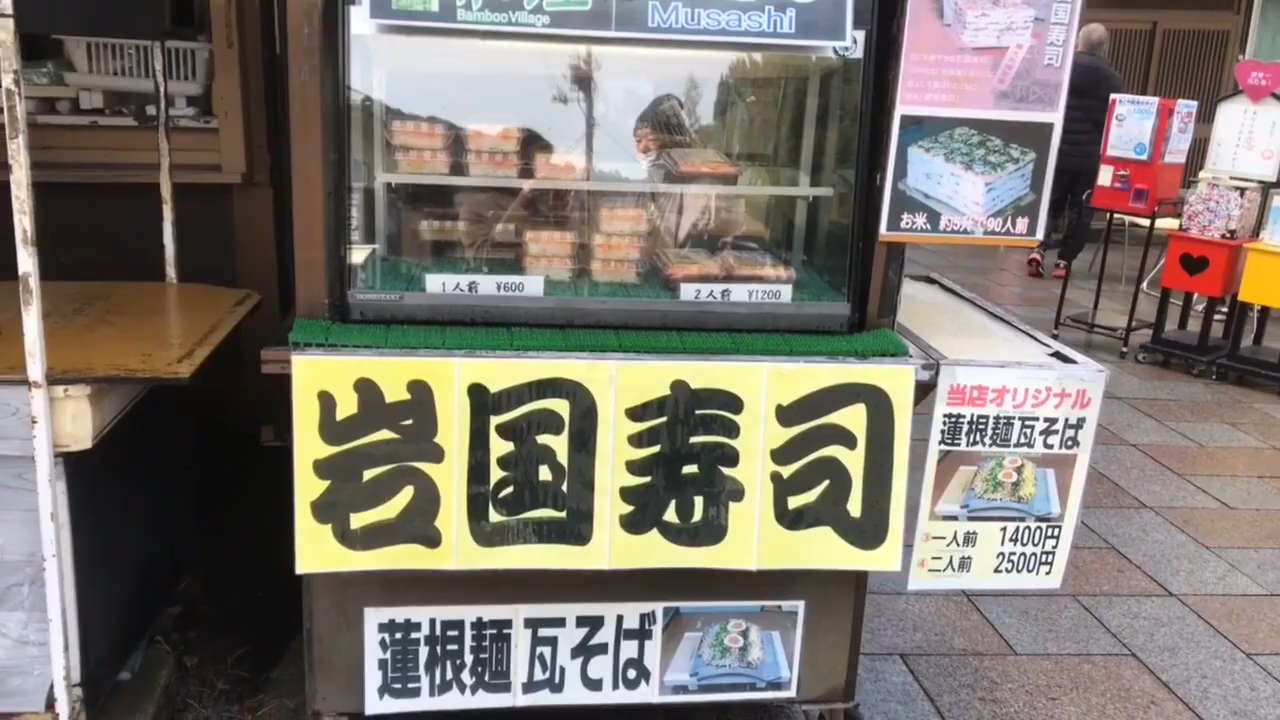 Bamboo Village
Musashi
国寿司
お米、約5升で90人前
1人前 ¥600
2人前 ¥1200
岩国寿司
当店オリジナル
蓮根麺瓦そば
③一人前 1400円
④二人前 2500円
蓮根麺瓦そば